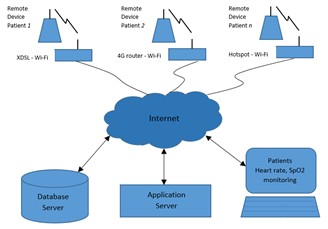 Remote
Device
Patient 1
Remote
Device
Patient 2
Remote
Device
Patient n
XDSL - Wi-Fi
4G router - Wi-Fi
Hotspot - Wi-Fi
Internet
Database
Server
Application
Server
Patients
Heart rate, SpO2
monitoring